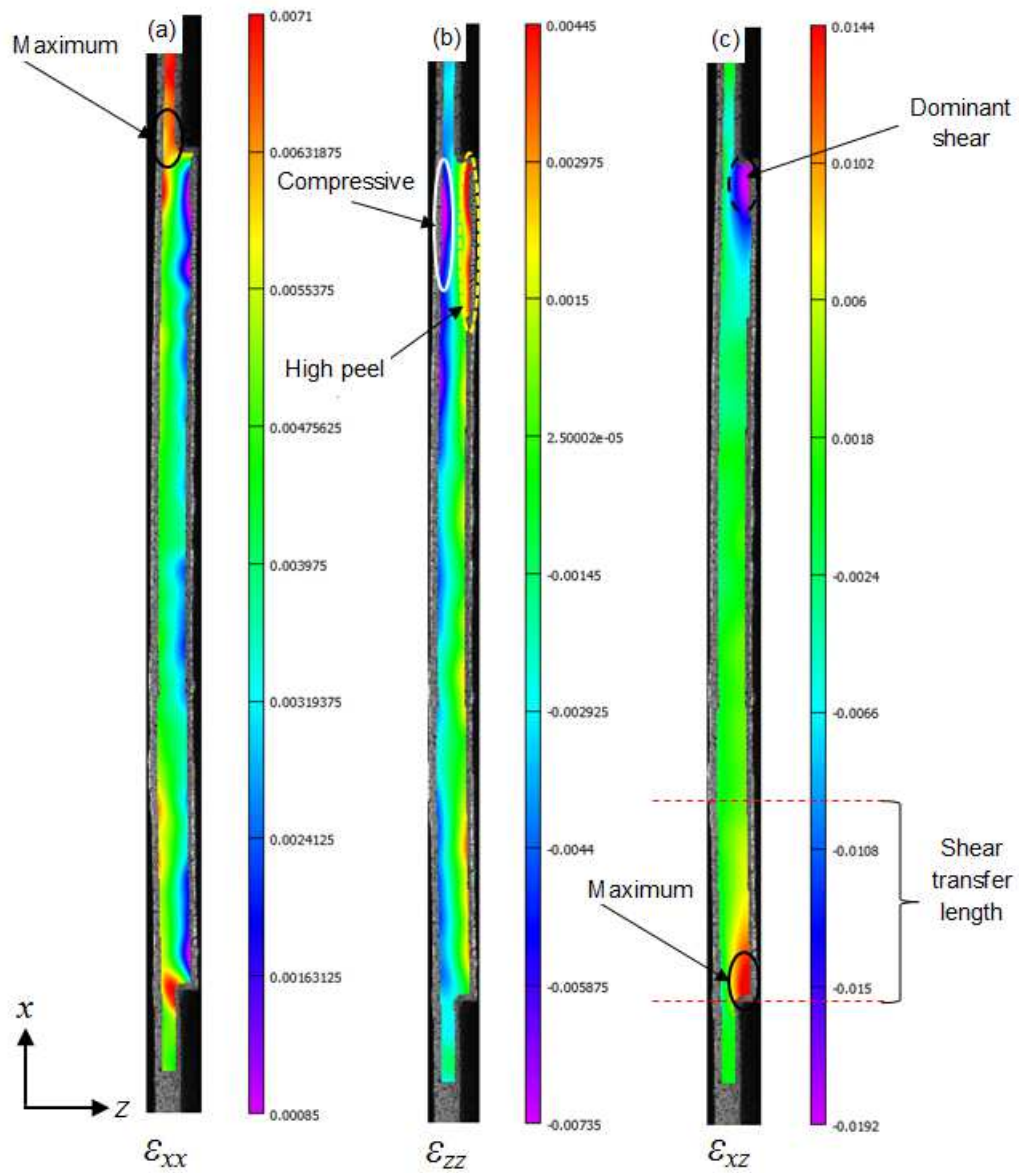 (a)
Maximum
0.0071
0.00631875
0.0055375
0.00475625
0.003975
0.00319375
0.0024125
0.00163125
0.00085
x
z
εxx
(b)
Compressive
High peel
0.00445
0.002975
0.0015
2.50002e-05
-0.00145
-0.002925
-0.0044
-0.005875
-0.00735
εzz
(c)
Dominant
shear
0.0144
0.0102
0.006
0.0018
-0.0024
-0.0066
-0.0108
-0.015
-0.0192
Maximum
Shear
transfer
length
εxz